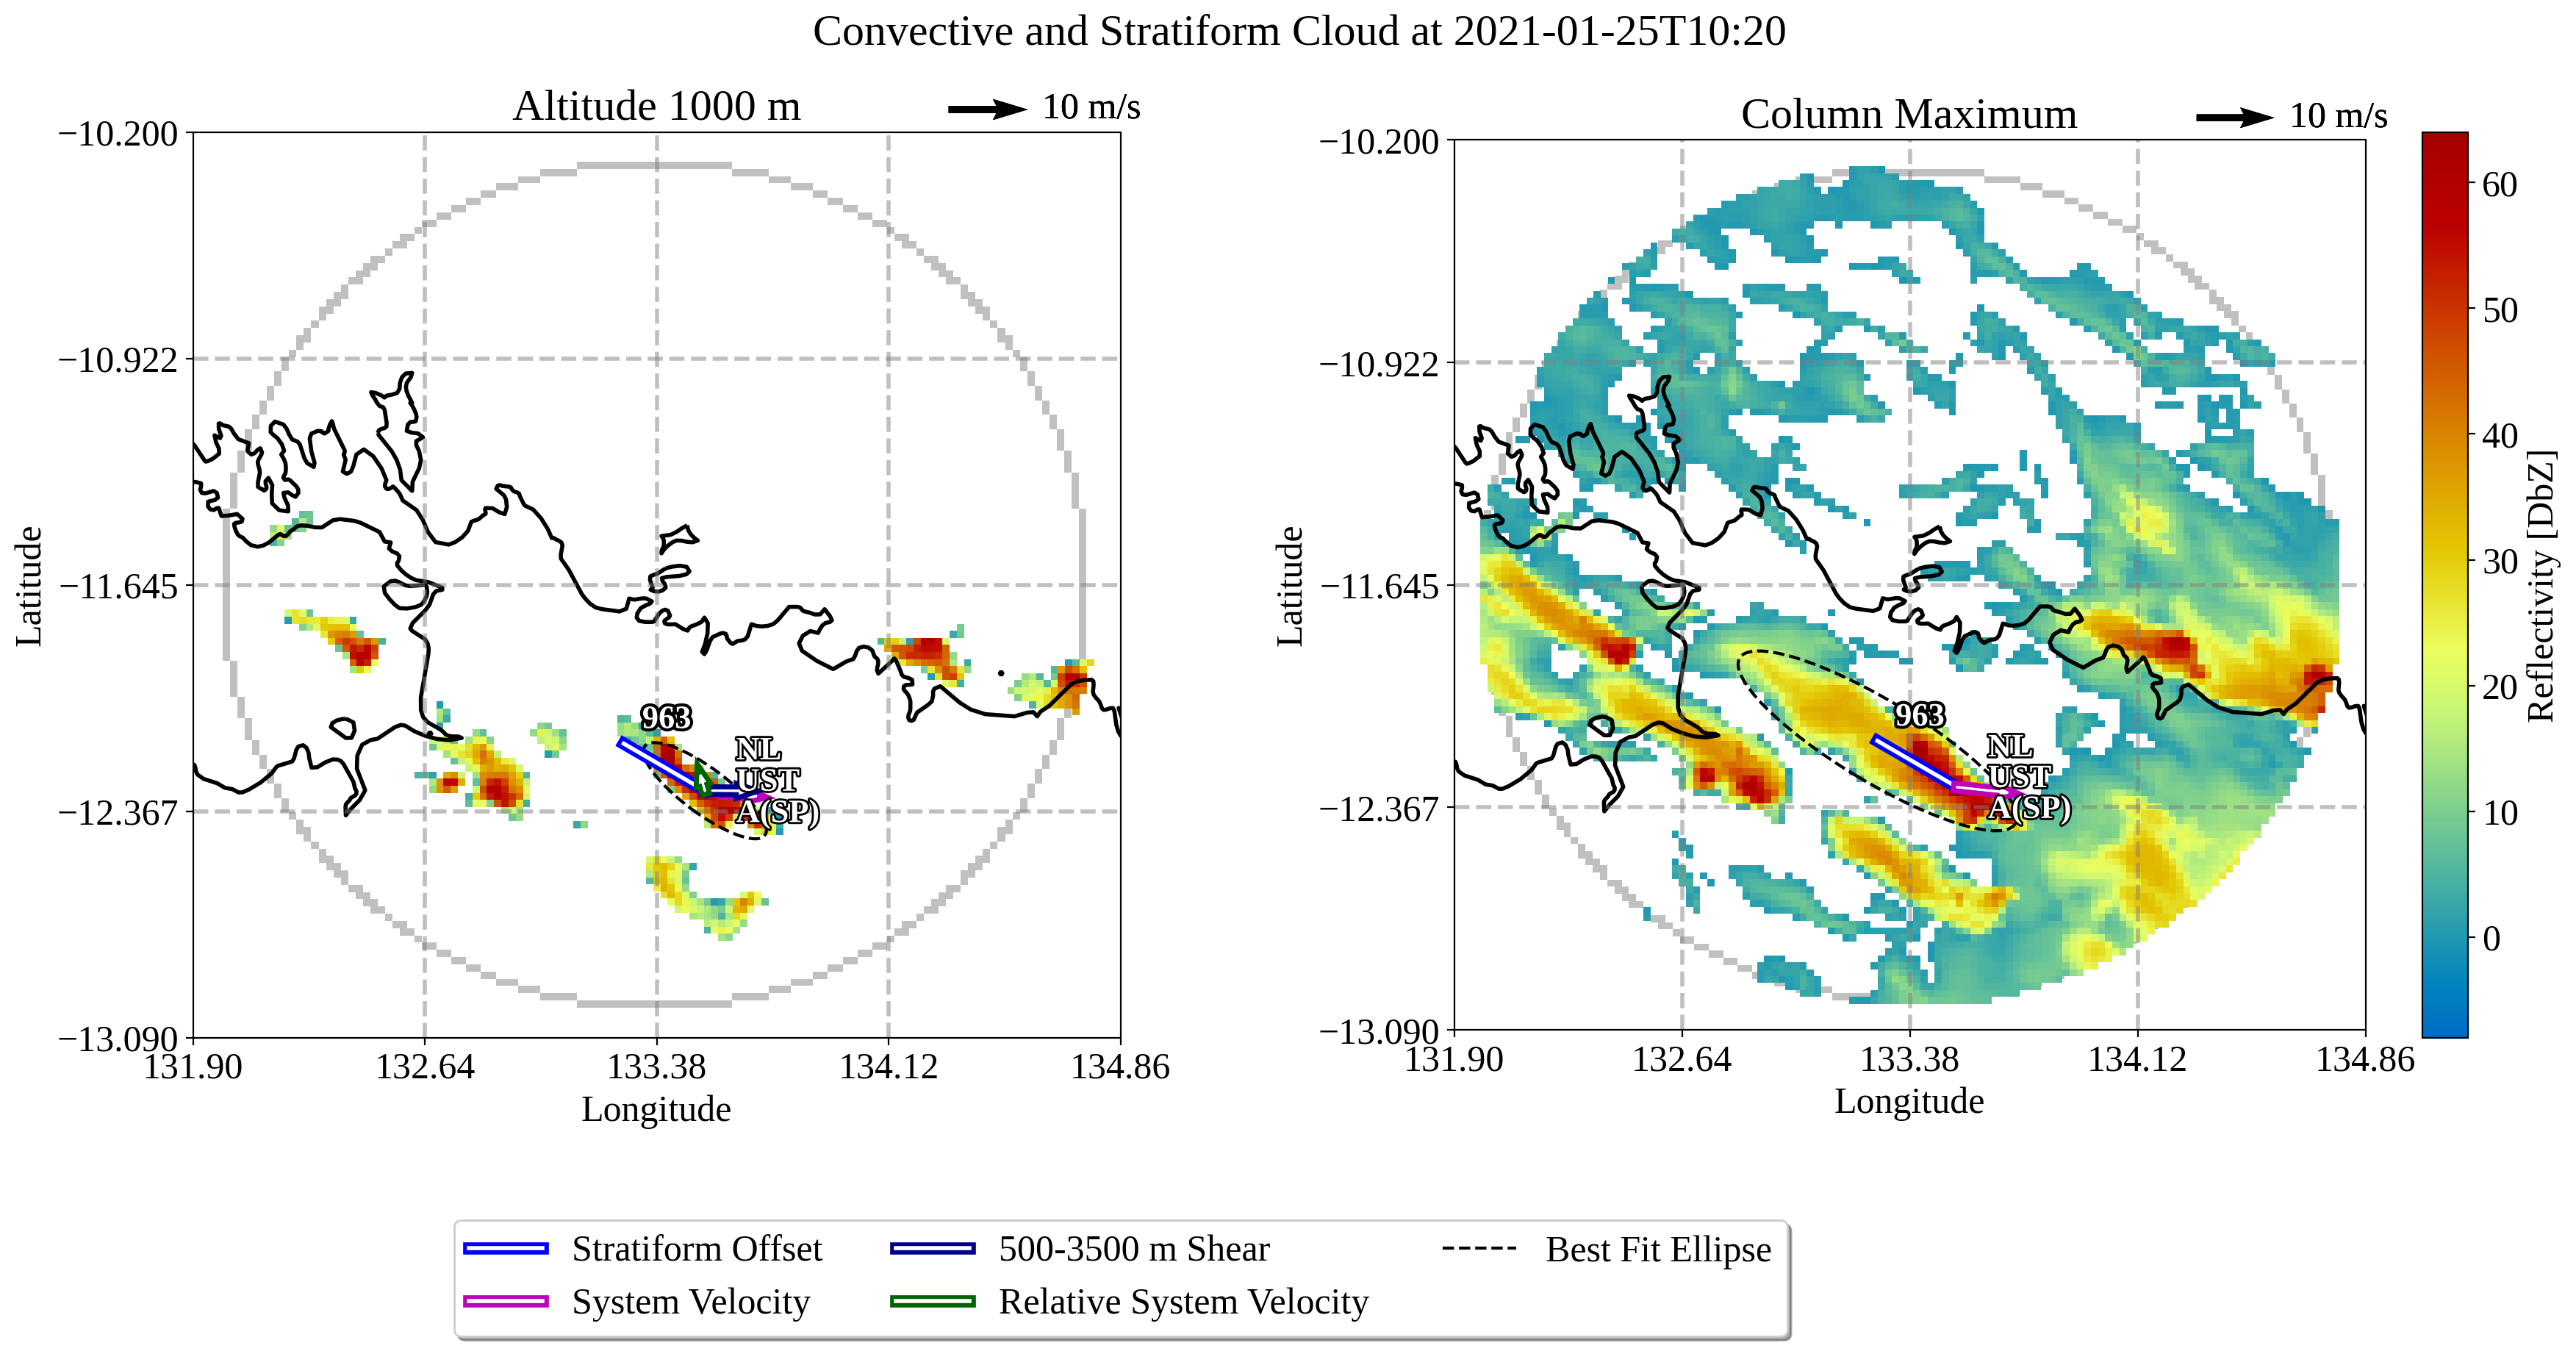 Convective and Stratiform Cloud at 2021-01-25T10:20
Altitude 1000 m
10 m/s
−10.200
−10.922
−11.645
−12.367
−13.090
131.90
132.64
133.38
134.12
134.86
Longitude
Latitude
963
NL
UST
A(SP)
Column Maximum
10 m/s
−10.200
−10.922
−11.645
−12.367
−13.090
131.90
132.64
133.38
134.12
134.86
Longitude
Latitude
963
NL
UST
A(SP)
60
50
40
30
20
10
0
Reflectivity [DbZ]
Stratiform Offset
System Velocity
500-3500 m Shear
Relative System Velocity
Best Fit Ellipse